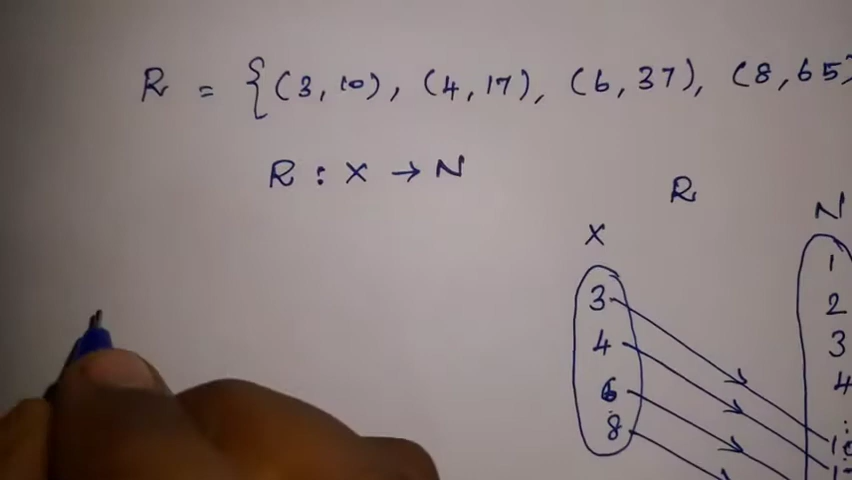 R = {(3,10), (4,17), (6,37), (8,65)
R : X → N
R
X
N
3
4
6
8
1
2
3
4